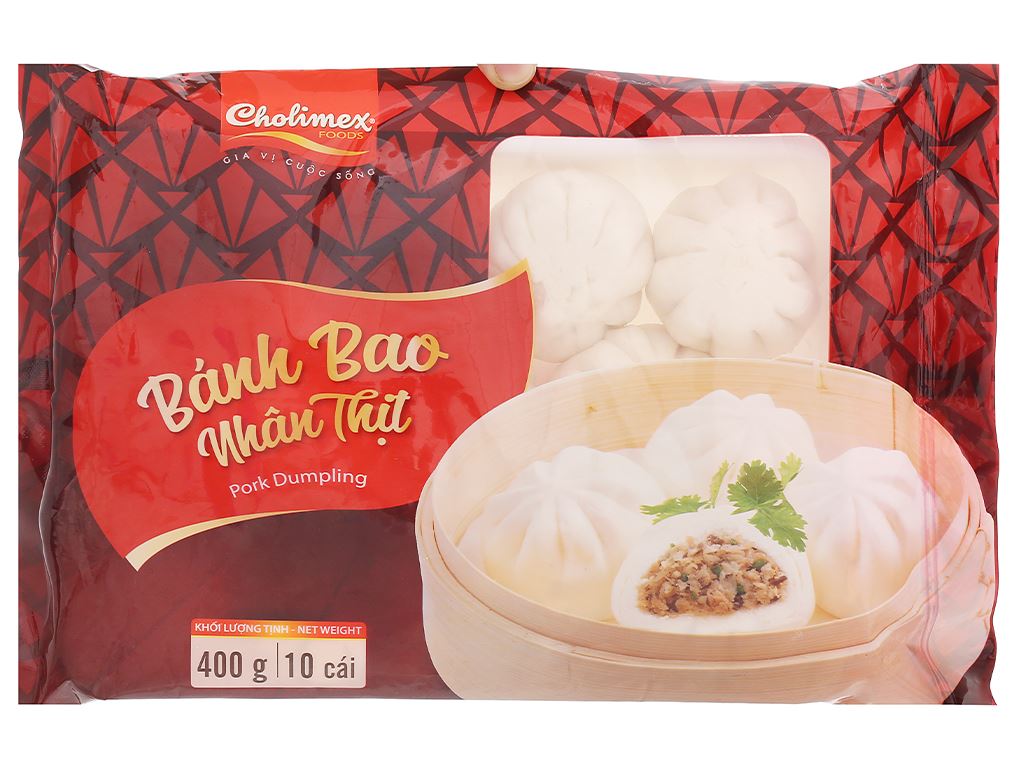 Cholimex®
FOODS
GIA VỊ CUỘC SỐNG
Bánh Bao
Nhân Thịt
Pork Dumpling
KHỐI LƯỢNG TỊNH - NET WEIGHT
400 g | 10 cái